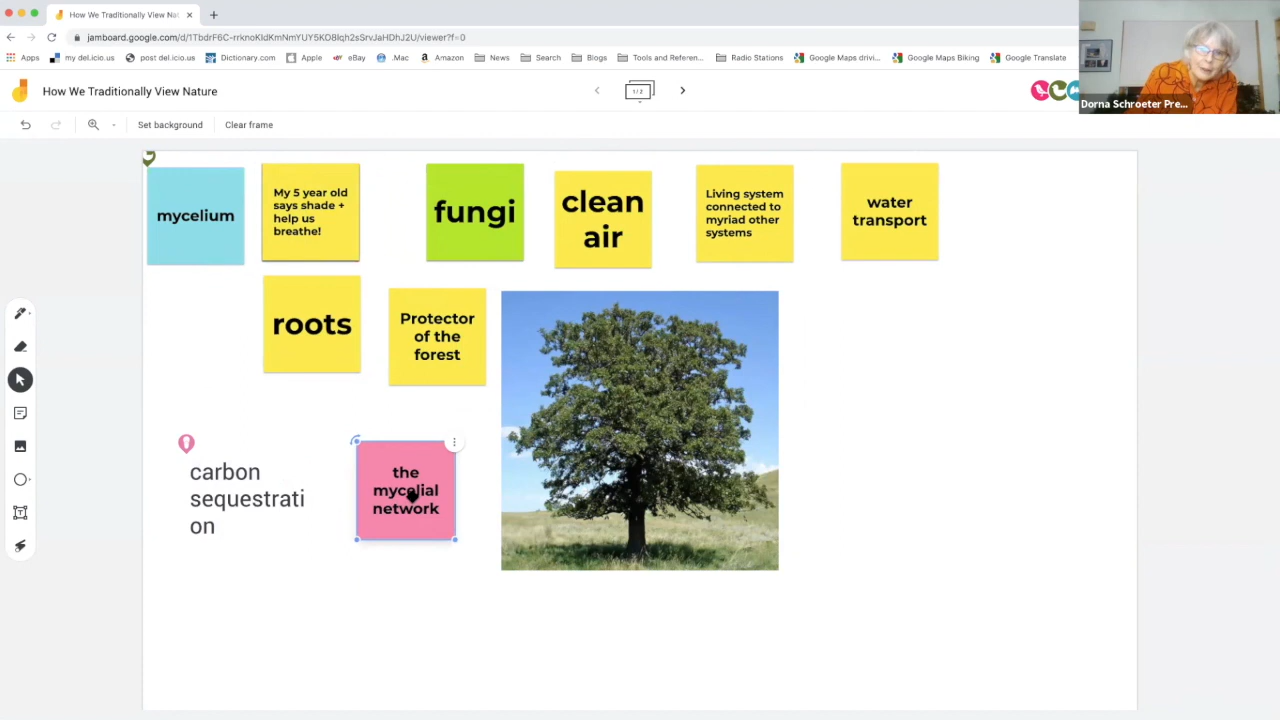 How We Traditionally View Nat
jamboard.google.com/d/1TbdrF6C-rrknoKIdKmNmYUY5KO8Iqh2sSrvJaHDhJ2U/viewer?f=0
Apps my del.icio.us post del.icio.us Dictionary.com Apple eBay .Mac Amazon News Search Blogs Tools and Referen... Radio Stations Google Maps drivi... Google Maps Biking Google Translate
How We Traditionally View Nature
1/2
Dorna Schroeter Pre...
Set background Clear frame
mycelium
My 5 year old
says shade +
help us
breathe!
fungi
clean
air
Living system
connected to
myriad other
systems
water
transport
roots
Protector
of the
forest
carbon
sequestrati
on
the
mycelial
network